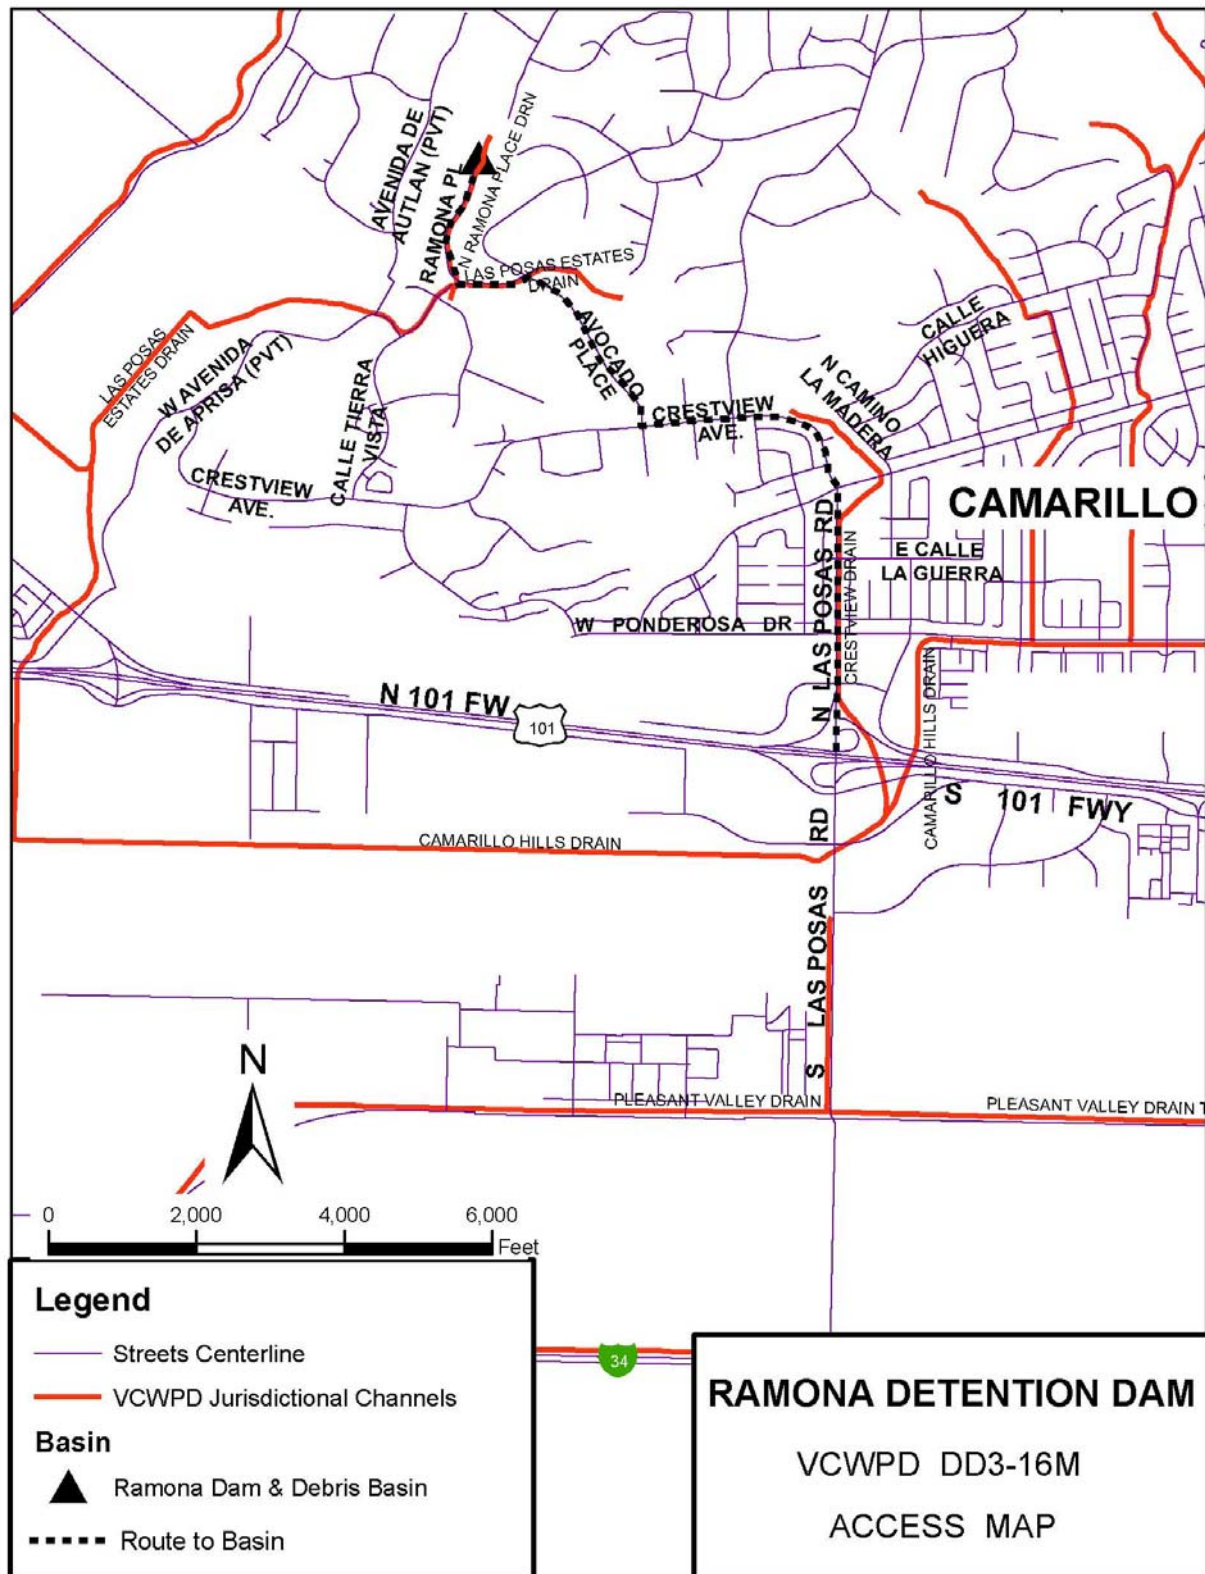 AVENIDA DE
AUTLAN (PVT)
RAMONA PL
N RAMONA PLACE DRN
LAS POSAS ESTATES
DRAIN
AVOCADO
PLACE
LAS POSAS
ESTATES DRAIN
W AVENIDA
DE APRISA (PVT)
CALLE TIERRA
VISTA
CRESTVIEW
AVE.
CRESTVIEW
AVE.
N CAMINO
LA MADERA
CALLE
HIGUERA
CAMARILLO
E CALLE
LA GUERRA
N LAS POSAS RD
CRESTVIEW DRAIN
W PONDEROSA DR
N 101 FW
101
CAMARILLO HILLS DRAIN
S 101 FWY
CAMARILLO HILLS DRAIN
S LAS POSAS RD
PLEASANT VALLEY DRAIN
PLEASANT VALLEY DRAIN T
N
0 2,000 4,000 6,000
Feet
Legend
Streets Centerline
VCWPD Jurisdictional Channels
Basin
Ramona Dam & Debris Basin
Route to Basin
34
RAMONA DETENTION DAM
VCWPD DD3-16M
ACCESS MAP